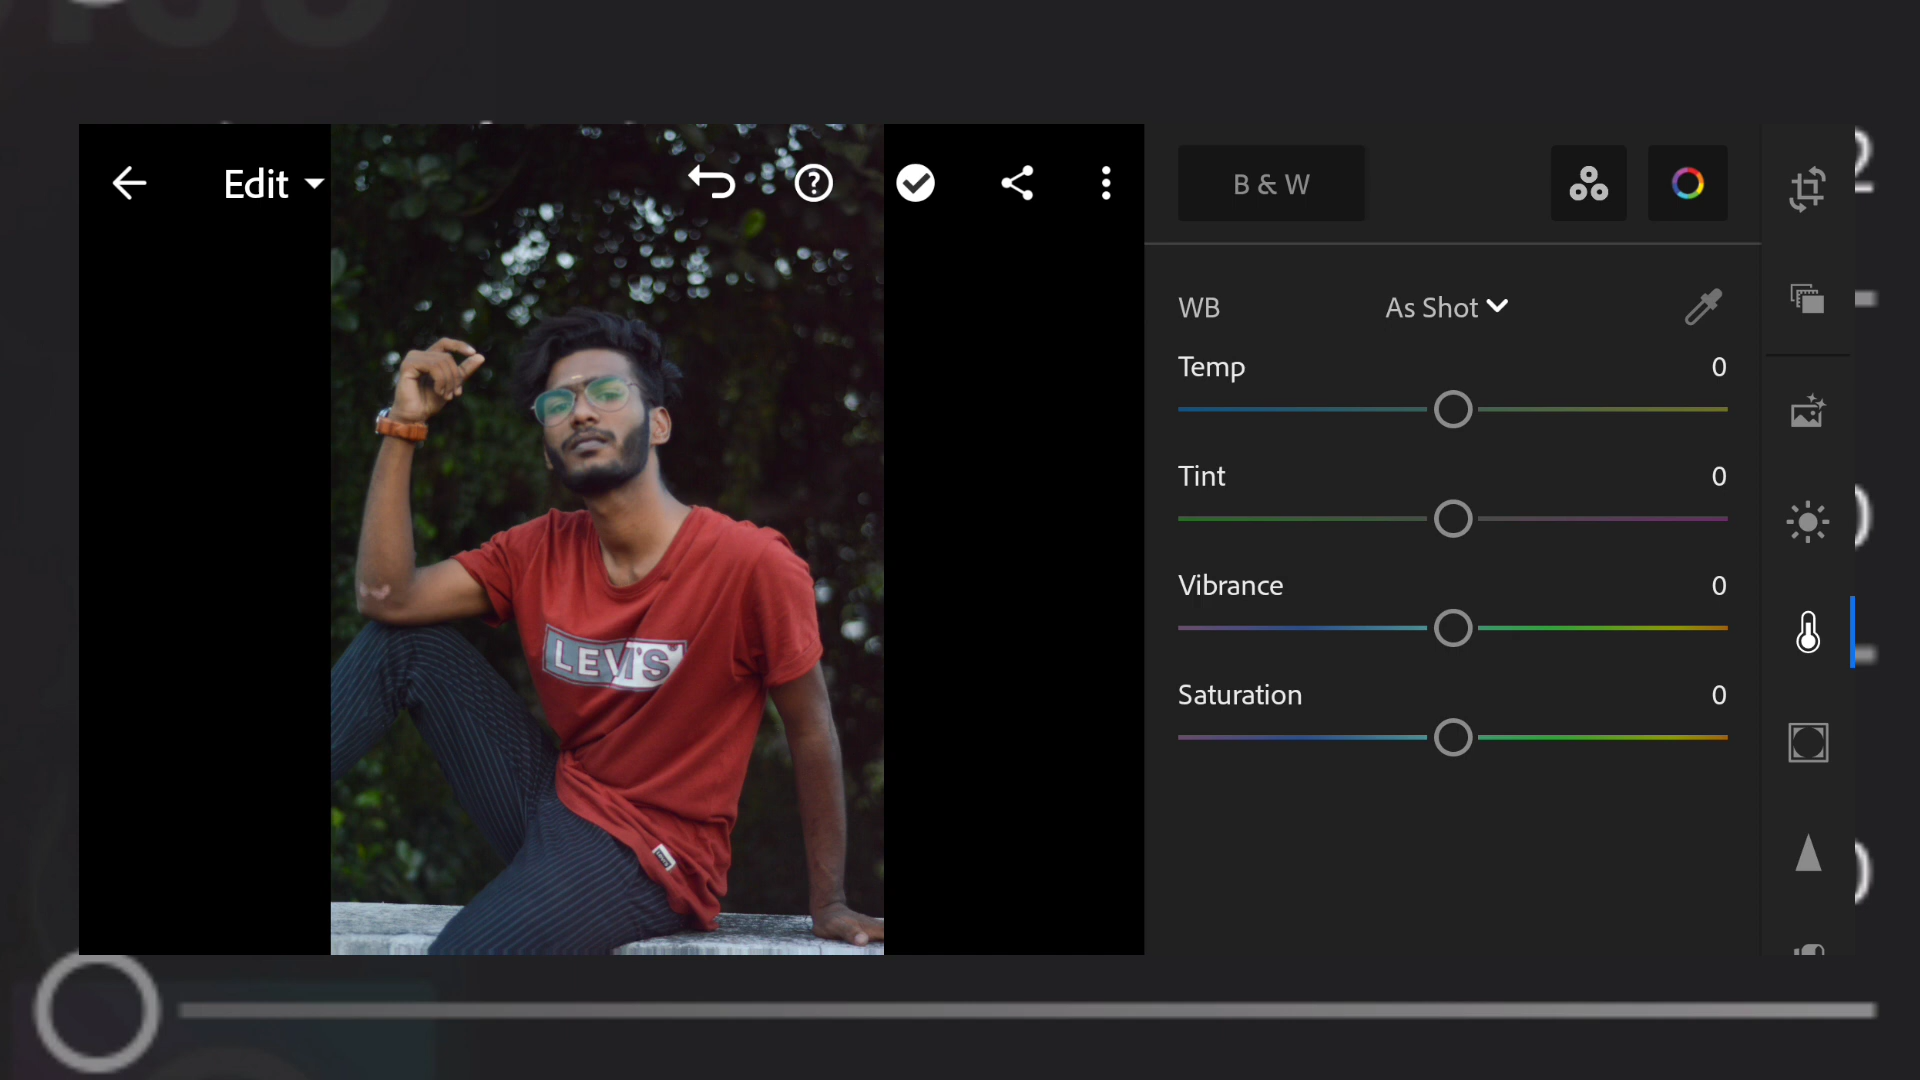 Edit
B & W
WB
As Shot
Temp
0
Tint
0
Vibrance
0
Saturation
0
LEVI'S